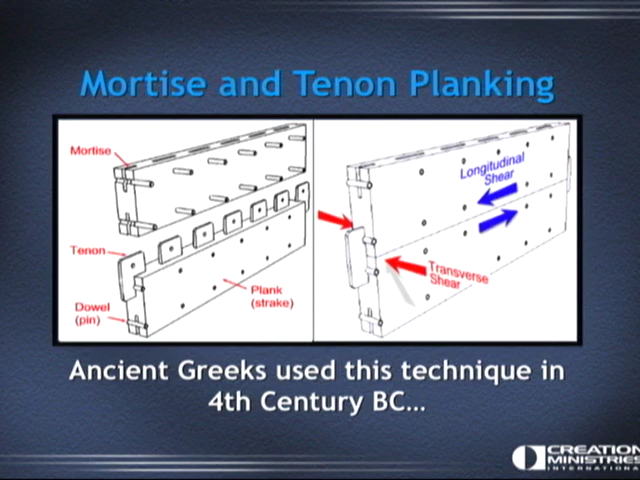 Mortise and Tenon Planking
Mortise
Tenon
Dowel
(pin)
Plank
(strake)
Longitudinal
Shear
Transverse
Shear
Ancient Greeks used this technique in
4th Century BC...
CREATION
MINISTRIES
INTERNATIONAL